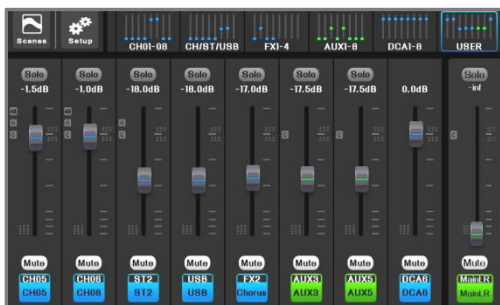 Scenes Setup CH01-08 CH/ST/USB FX1-4 AUX1-8 DCA1-8 USER
Solo Solo Solo Solo Solo Solo Solo Solo
-1.5dB -1.0dB -18.0dB -18.0dB -17.0dB -17.5dB -17.5dB 0.0dB -inf
Mute Mute Mute Mute Mute Mute Mute Mute Mute
CH05 CH06 ST2 USB FX2 AUX3 AUX5 DCA6 MainLR
CH05 CH06 ST2 USB Chorus AUX3 AUX5 DCA6 MainLR